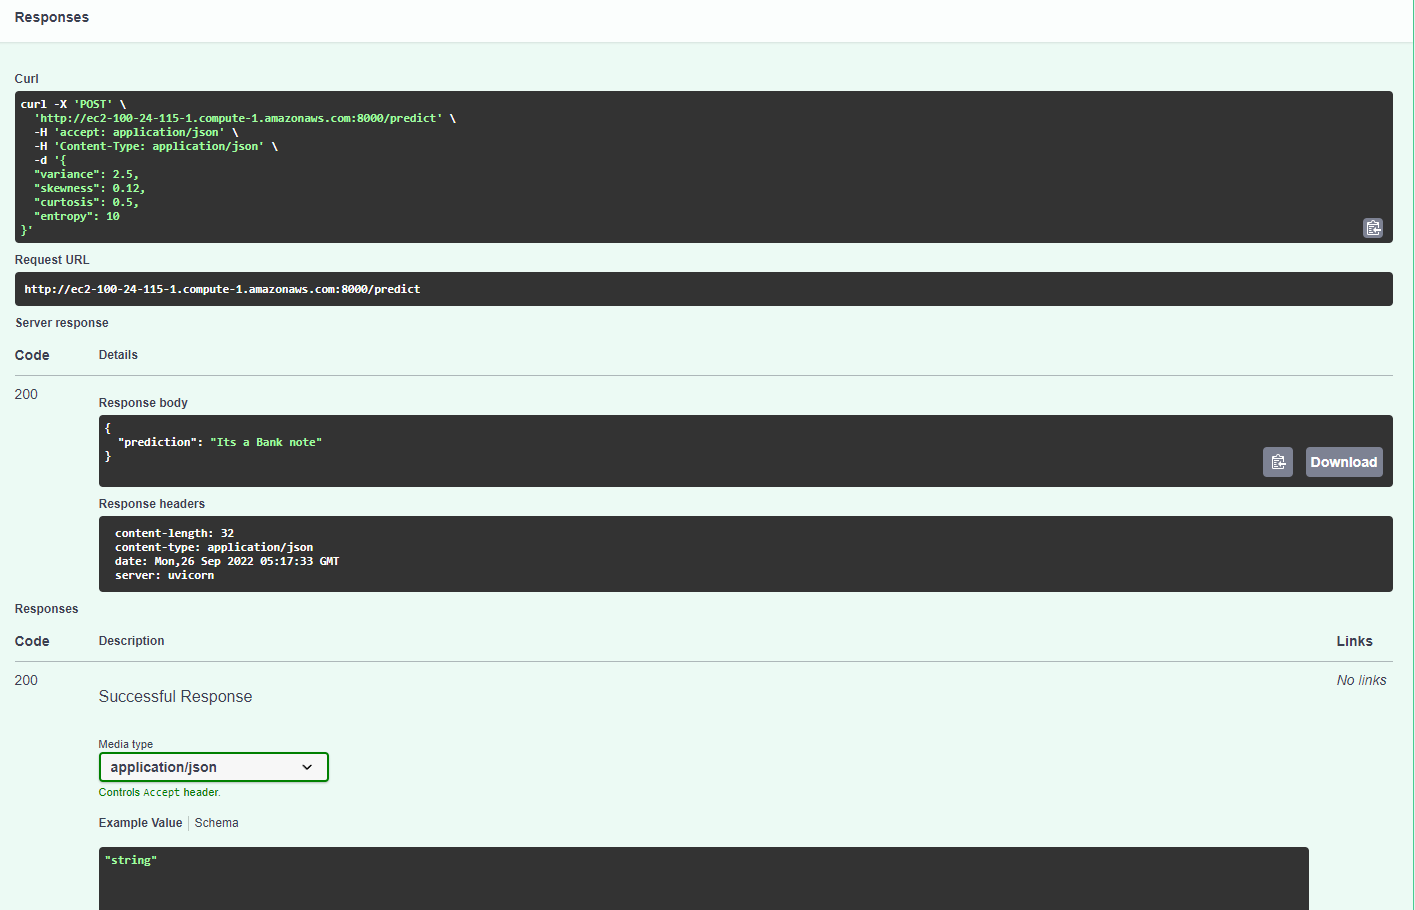 Responses
Curl
curl -X 'POST' \
  'http://ec2-100-24-115-1.compute-1.amazonaws.com:8000/predict' \
  -H 'accept: application/json' \
  -H 'Content-Type: application/json' \
  -d '{
  "variance": 2.5,
  "skewness": 0.12,
  "curtosis": 0.5,
  "entropy": 10
}'
Request URL
http://ec2-100-24-115-1.compute-1.amazonaws.com:8000/predict
Server response
Code Details
200
Response body
{
  "prediction": "Its a Bank note"
}
Download
Response headers
content-length: 32
content-type: application/json
date: Mon,26 Sep 2022 05:17:33 GMT
server: uvicorn
Responses
Code Description Links
200 No links
Successful Response
Media type
application/json
Controls Accept header.
Example Value Schema
"string"